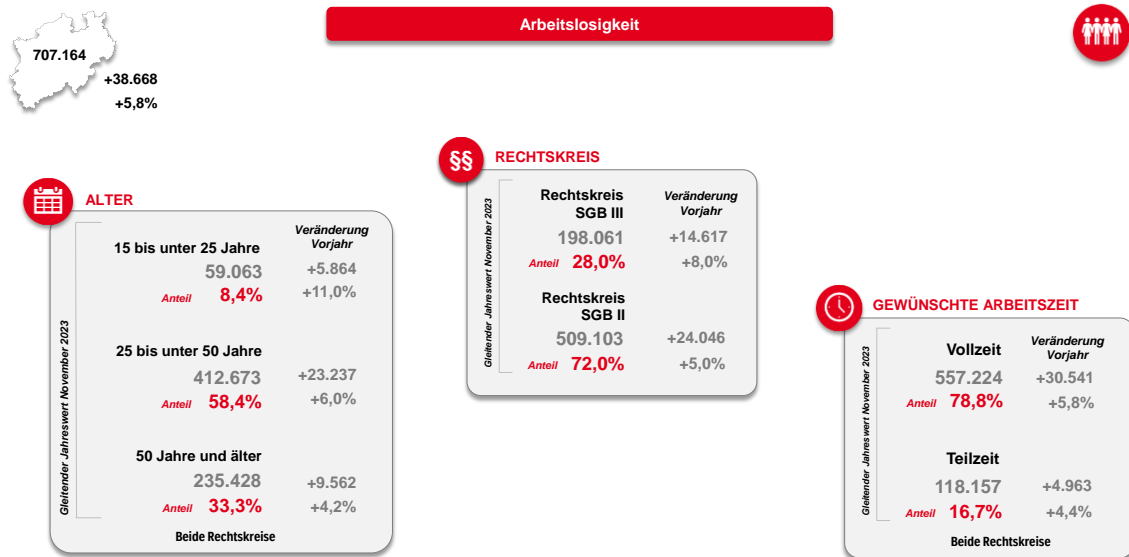 Arbeitslosigkeit
707.164
+38.668
+5,8%
ALTER
Gleitender Jahreswert November 2023
Veränderung
Vorjahr
15 bis unter 25 Jahre
59.063 +5.864
Anteil 8,4% +11,0%
25 bis unter 50 Jahre
412.673 +23.237
Anteil 58,4% +6,0%
50 Jahre und älter
235.428 +9.562
Anteil 33,3% +4,2%
Beide Rechtskreise
§§ RECHTSKREIS
Gleitender Jahreswert November 2023
Rechtskreis Veränderung
SGB III Vorjahr
198.061 +14.617
Anteil 28,0% +8,0%
Rechtskreis
SGB II
509.103 +24.046
Anteil 72,0% +5,0%
GEWÜNSCHTE ARBEITSZEIT
Gleitender Jahreswert November 2023
Vollzeit Veränderung
Vorjahr
557.224 +30.541
Anteil 78,8% +5,8%
Teilzeit
118.157 +4.963
Anteil 16,7% +4,4%
Beide Rechtskreise